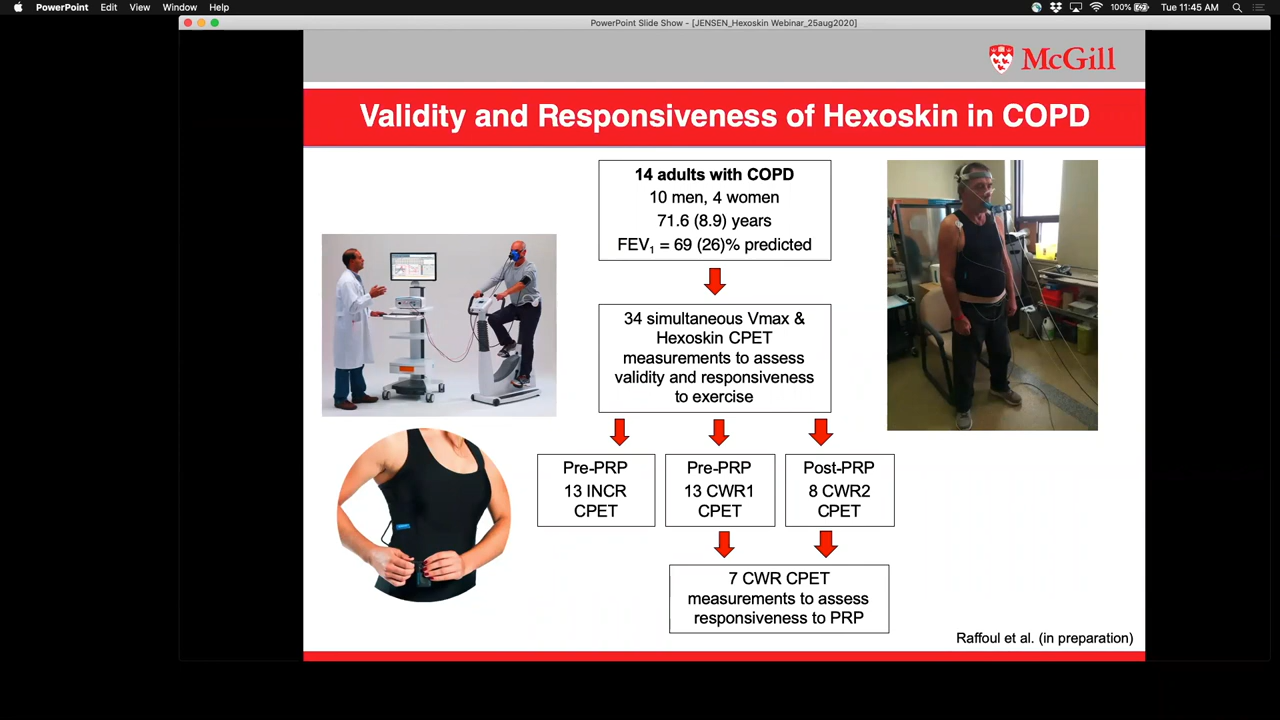 PowerPoint Edit View Window Help
100% Tue 11:45 AM
PowerPoint Slide Show - [JENSEN_Hexoskin Webinar_25aug2020]
McGill
Validity and Responsiveness of Hexoskin in COPD
14 adults with COPD
10 men, 4 women
71.6 (8.9) years
FEV₁ = 69 (26)% predicted
34 simultaneous Vmax &
Hexoskin CPET
measurements to assess
validity and responsiveness
to exercise
Pre-PRP
13 INCR
CPET
Pre-PRP
13 CWR1
CPET
Post-PRP
8 CWR2
CPET
7 CWR CPET
measurements to assess
responsiveness to PRP
Raffoul et al. (in preparation)